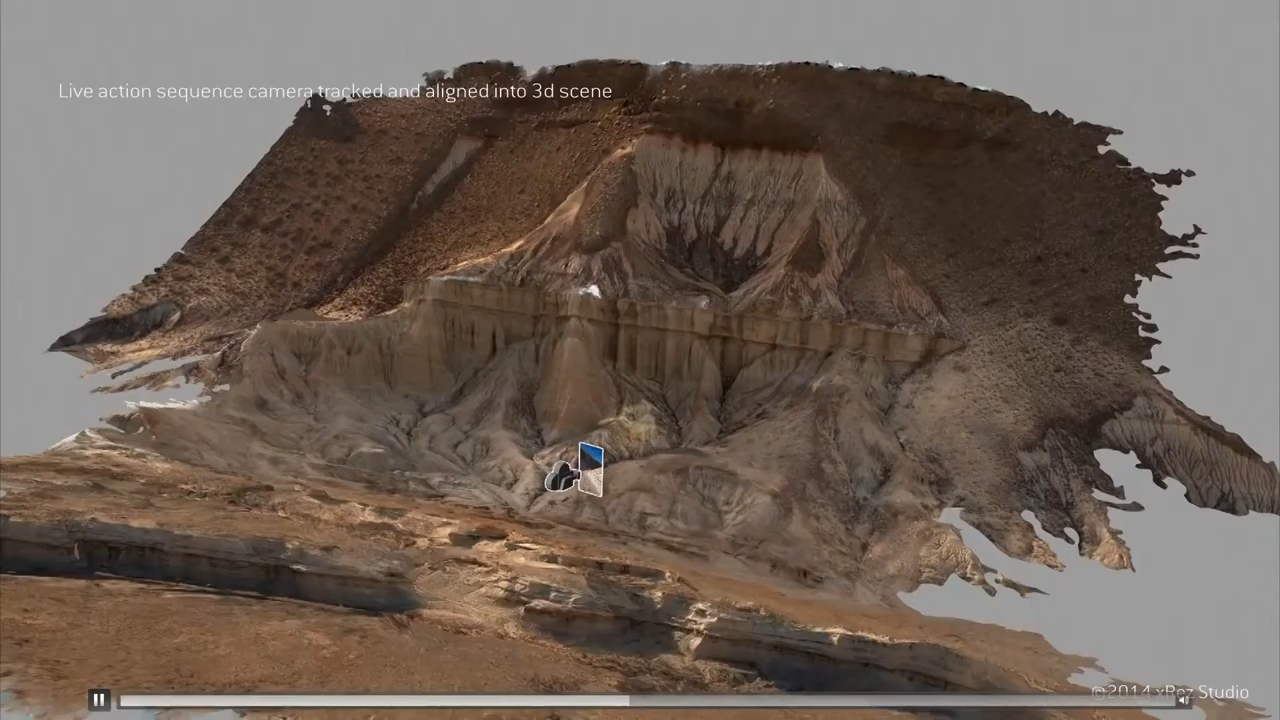 Live action sequence camera tracked and aligned into 3d scene
©2014 xRez Studio